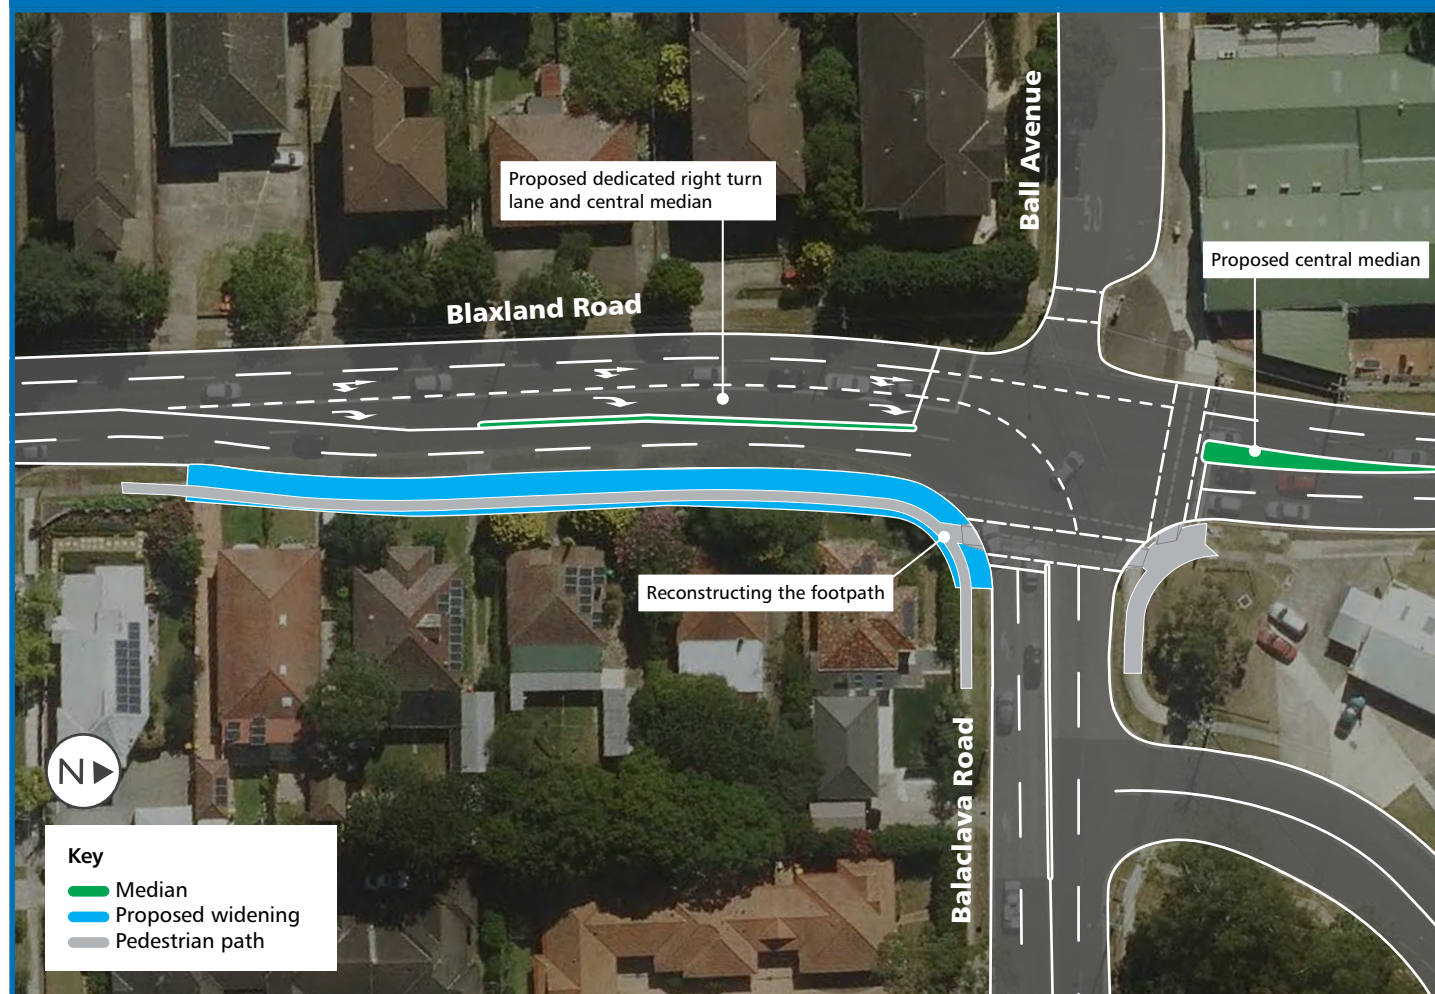 Ball Avenue
Proposed dedicated right turn
lane and central median
Proposed central median
Blaxland Road
50
Reconstructing the footpath
Balaclava Road
N
Key
Median
Proposed widening
Pedestrian path